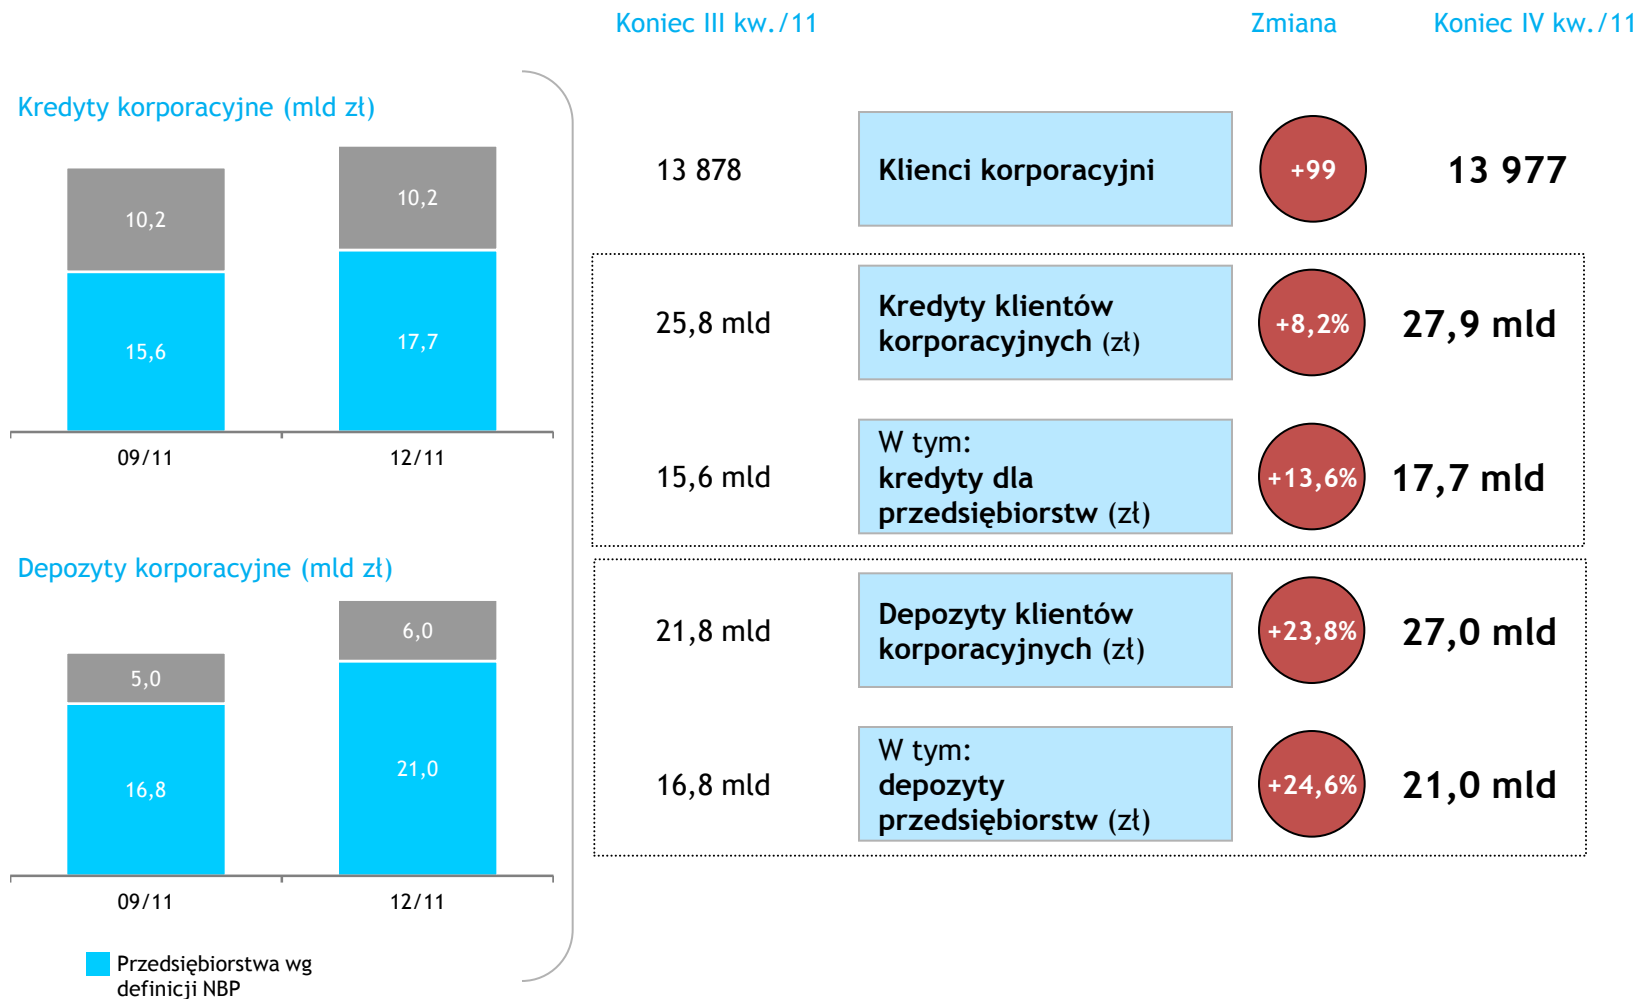 Koniec III kw./11
Zmiana
Koniec IV kw./11
Kredyty korporacyjne (mld zł)
10,2
10,2
15,6
17,7
09/11
12/11
Depozyty korporacyjne (mld zł)
5,0
6,0
16,8
21,0
09/11
12/11
Przedsiębiorstwa wg
definicji NBP
13 878
Klienci korporacyjni
+99
13 977
25,8 mld
Kredyty klientów
korporacyjnych (zł)
+8,2%
27,9 mld
15,6 mld
W tym:
kredyty dla
przedsiębiorstw (zł)
+13,6%
17,7 mld
21,8 mld
Depozyty klientów
korporacyjnych (zł)
+23,8%
27,0 mld
16,8 mld
W tym:
depozyty
przedsiębiorstw (zł)
+24,6%
21,0 mld